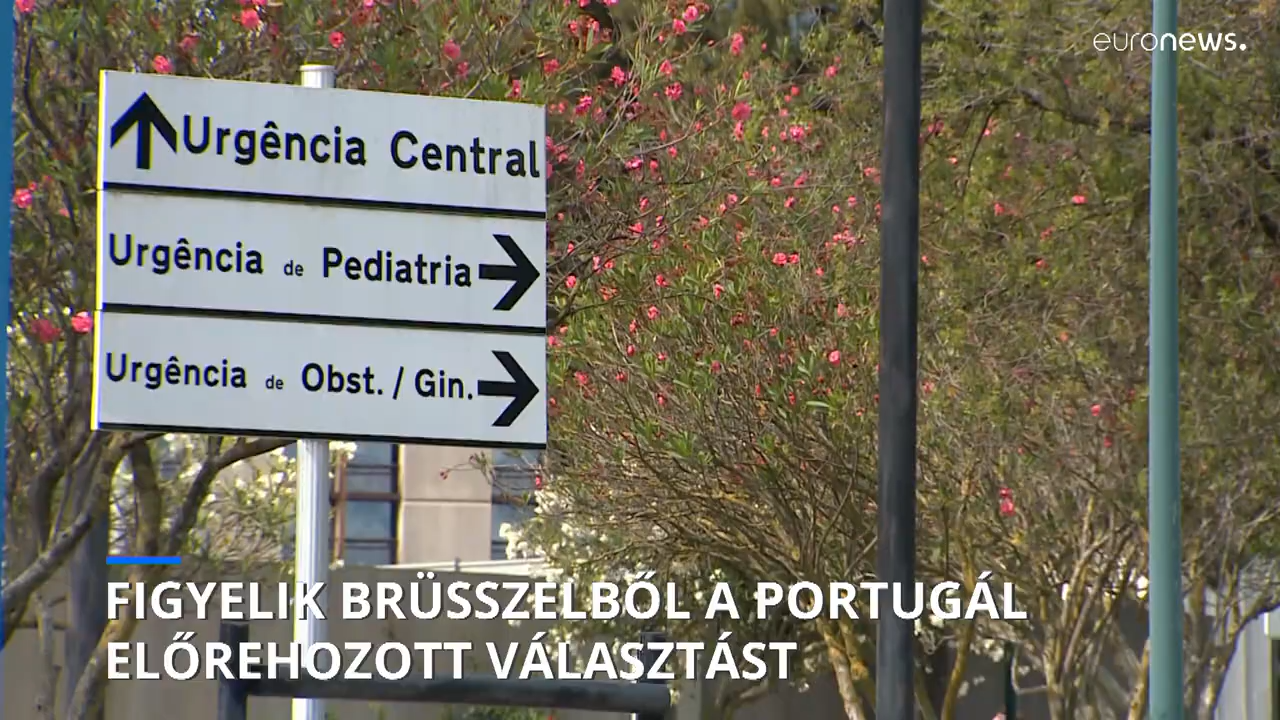 euronews.
Urgência Central
Urgência de Pediatria
Urgência de Obst. / Gin.
FIGYELIK BRÜSSZELBŐL A PORTUGÁL
ELŐREHOZOTT VÁLASZTÁST